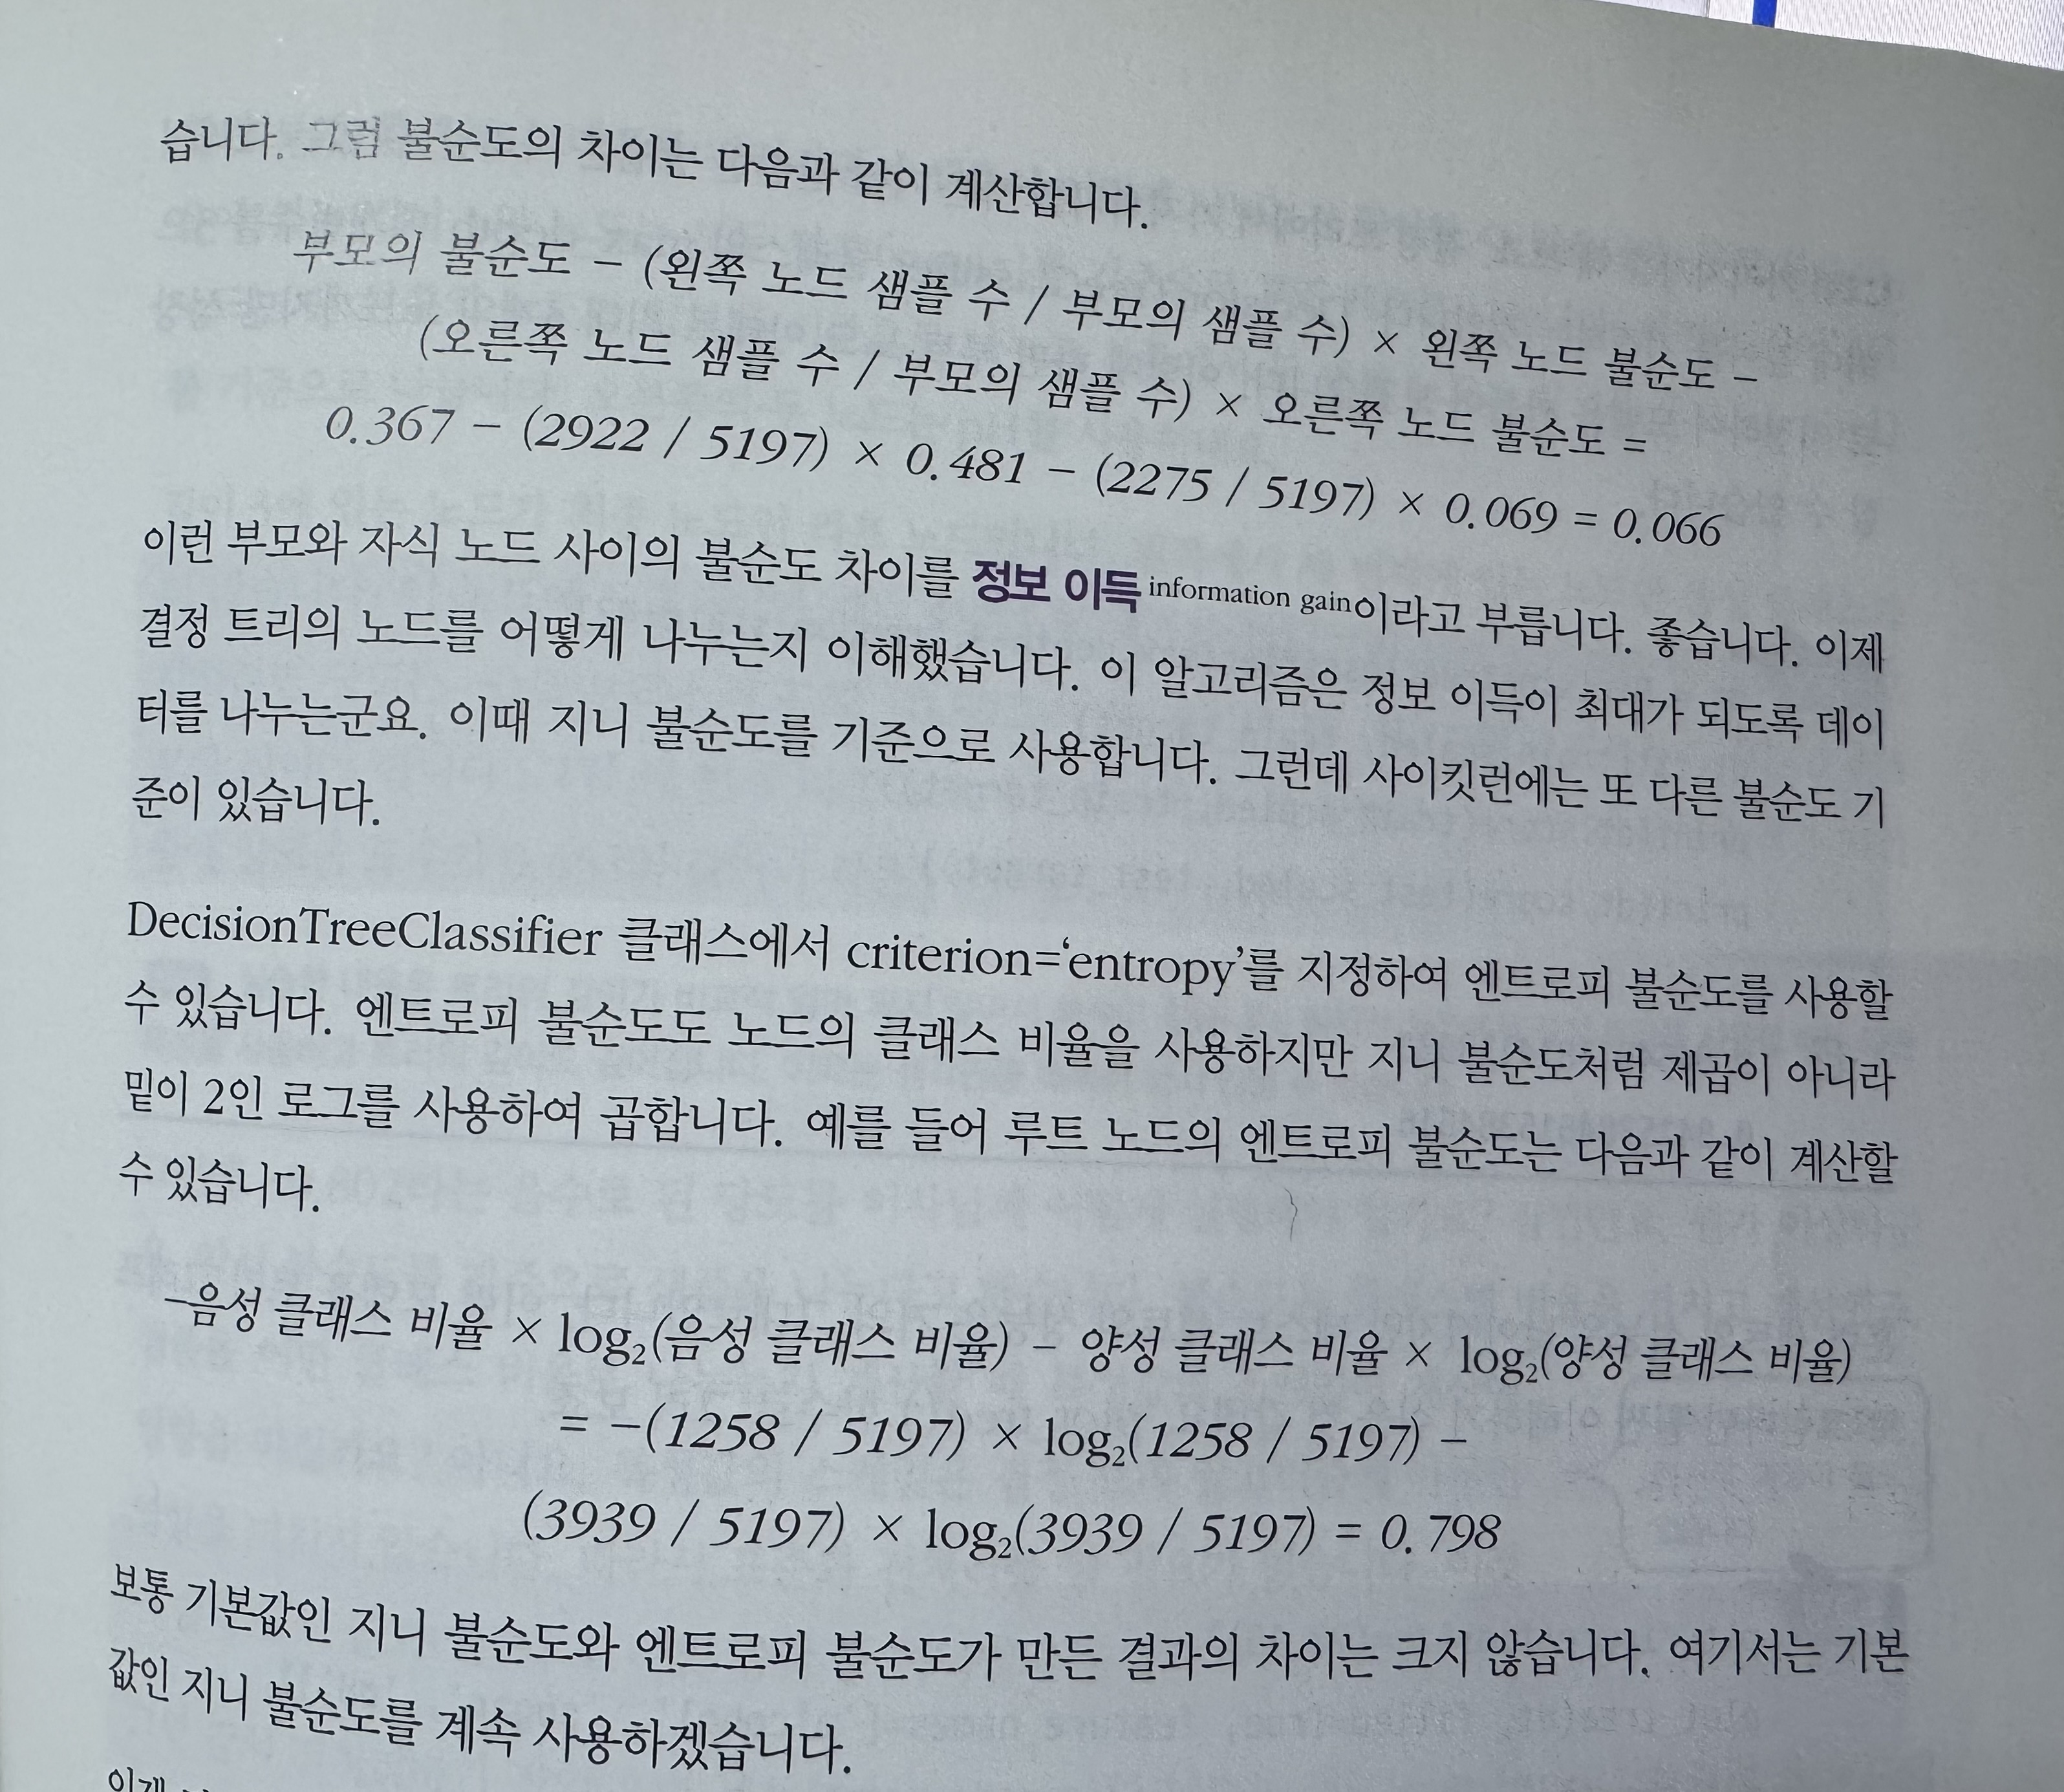 습니다. 그럼 불순도의 차이는 다음과 같이 계산합니다.
부모의 불순도 – (왼쪽 노드 샘플 수 / 부모의 샘플 수) × 왼쪽 노드 불순도 –
(오른쪽 노드 샘플 수 / 부모의 샘플 수) × 오른쪽 노드 불순도 =
0.367 – (2922 / 5197) × 0.481 – (2275 / 5197) × 0.069 = 0.066
이런 부모와 자식 노드 사이의 불순도 차이를 정보 이득information gain이라고 부릅니다. 좋습니다. 이제
결정 트리의 노드를 어떻게 나누는지 이해했습니다. 이 알고리즘은 정보 이득이 최대가 되도록 데이
터를 나누는군요. 이때 지니 불순도를 기준으로 사용합니다. 그런데 사이킷런에는 또 다른 불순도 기
준이 있습니다.
DecisionTreeClassifier 클래스에서 criterion=‘entropy’를 지정하여 엔트로피 불순도를 사용할
수 있습니다. 엔트로피 불순도도 노드의 클래스 비율을 사용하지만 지니 불순도처럼 제곱이 아니라
밑이 2인 로그를 사용하여 곱합니다. 예를 들어 루트 노드의 엔트로피 불순도는 다음과 같이 계산할
수 있습니다.
–음성 클래스 비율 × log₂(음성 클래스 비율) – 양성 클래스 비율 × log₂(양성 클래스 비율)
= –(1258 / 5197) × log₂(1258 / 5197) –
(3939 / 5197) × log₂(3939 / 5197) = 0.798
보통 기본값인 지니 불순도와 엔트로피 불순도가 만든 결과의 차이는 크지 않습니다. 여기서는 기본
값인 지니 불순도를 계속 사용하겠습니다.